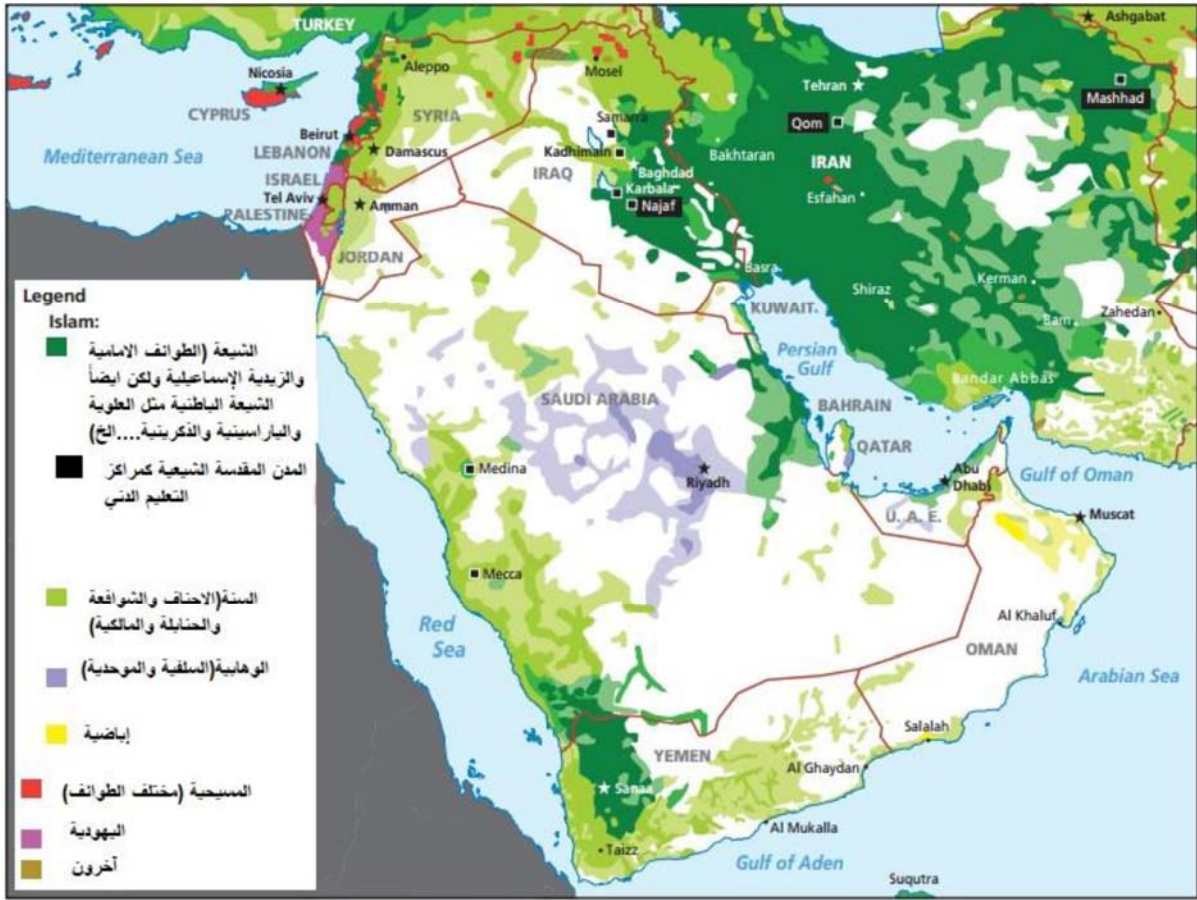 TURKEY
Ashgabat
Nicosia
Aleppo
Mosel
Tehran
Mashhad
CYPRUS
SYRIA
Samarra
Qom
Beirut
Mediterranean Sea
LEBANON
Damascus
Kadhimain
Bakhtaran
IRAN
ISRAEL
IRAQ
Baghdad
Tel Aviv
Karbala
Esfahan
PALESTINE
Amman
Najaf
JORDAN
Basra
Kerman
Shiraz
KUWAIT.
Bam
Zahedan
Persian
Gulf
Bandar Abbas
SAUDI ARABIA
BAHRAIN
QATAR
Medina
Riyadh
Abu
Dhabi
Gulf of Oman
U. A. E.
Muscat
Mecca
Al Khaluf
Red
Sea
OMAN
Arabian Sea
Salalah
YEMEN
Al Ghaydan
Sanaa
Al Mukalla
Taizz
Gulf of Aden
Suqutra
Legend
Islam:
الشيعة (الطوائف الامامية
والزيدية الإسماعيلية ولكن ايضاً
الشيعة الباطنية مثل العلوية
والبارسينية والذكرينية....الخ)
المدن المقدسة الشيعية كمراكز
التعليم الدني
السنة(الاحناف والشوافعة
والحنابلة والمالكية)
الوهابية(السلفية والموحدية)
إباضية
المسيحية (مختلف الطوائف)
اليهودية
آخرون